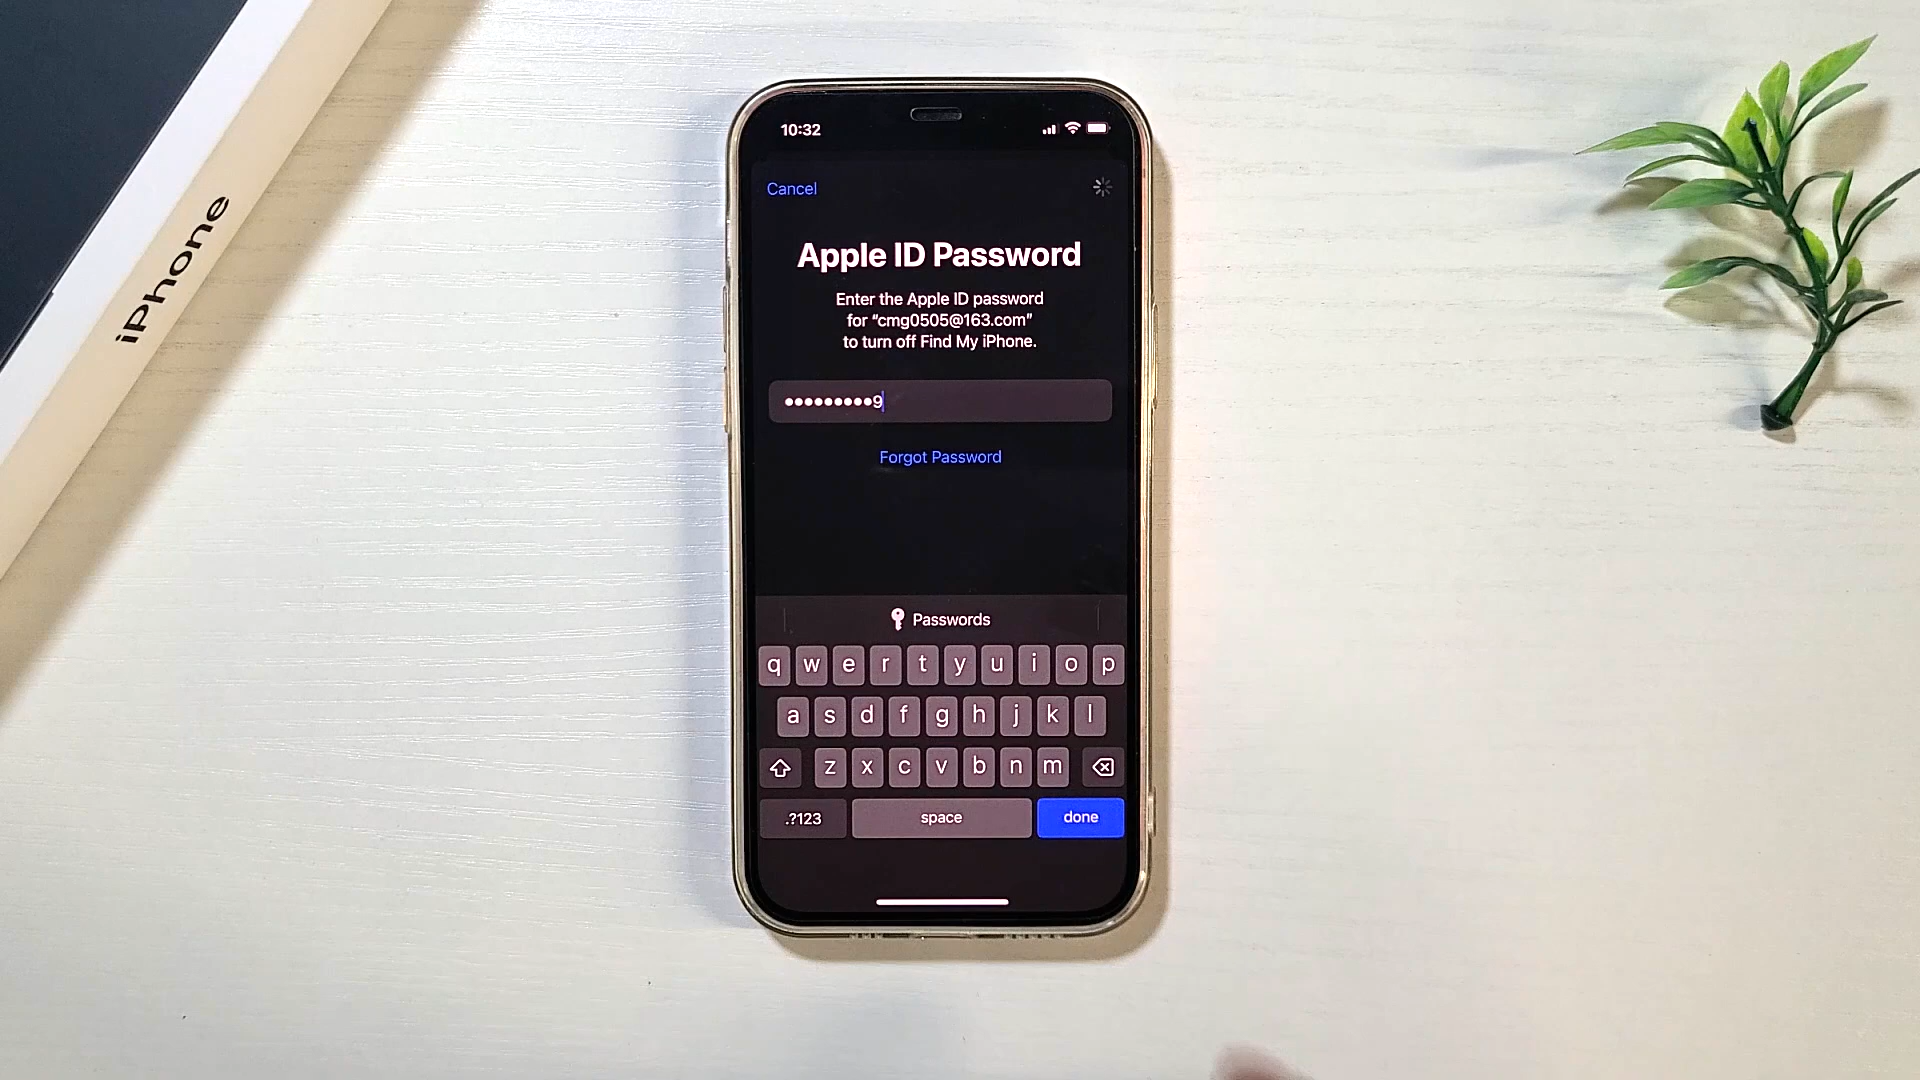 iPhone
10:32
Cancel
Apple ID Password
Enter the Apple ID password
for “cmg0505@163.com”
to turn off Find My iPhone.
•••••••••9
Forgot Password
Passwords
q w e r t y u i o p
a s d f g h j k l
z x c v b n m
.?123 space done